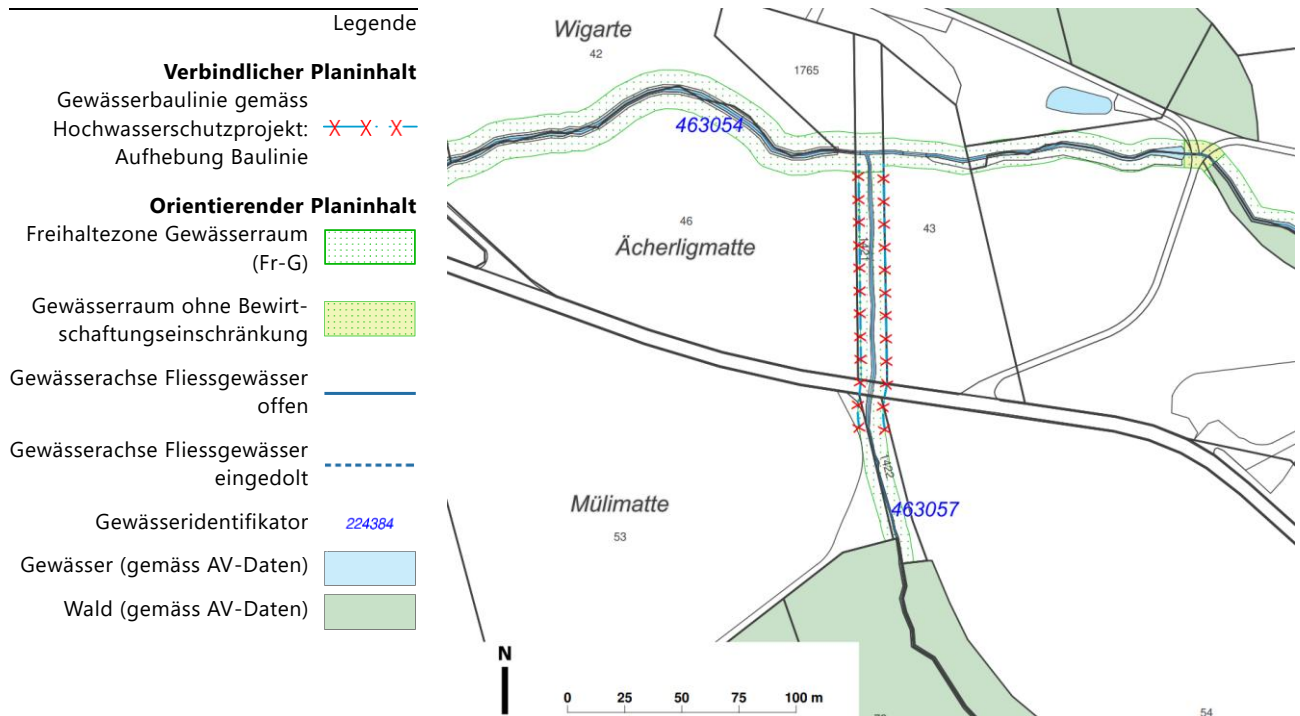 Legende
Verbindlicher Planinhalt
Gewässerbaulinie gemäss
Hochwasserschutzprojekt:
Aufhebung Baulinie
Orientierender Planinhalt
Freihaltezone Gewässerraum
(Fr-G)
Gewässerraum ohne Bewirt-
schaftungseinschränkung
Gewässerachse Fliessgewässer
offen
Gewässerachse Fliessgewässer
eingedolt
Gewässeridentifikator 224384
Gewässer (gemäss AV-Daten)
Wald (gemäss AV-Daten)
Wigarte
42
1765
463054
46
Ächerligmatte
1421
43
Mülimatte
53
1422
463057
N
0 25 50 75 100 m
54